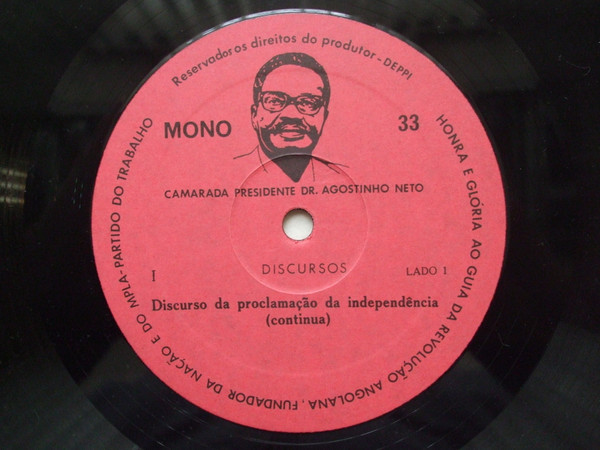 Reservados os direitos do produtor - DEPPI
MONO
33
CAMARADA PRESIDENTE DR. AGOSTINHO NETO
I
DISCURSOS
LADO 1
Discurso da proclamação da independência
(continua)
HONRA E GLÓRIA AO GUIA DA REVOLUÇÃO ANGOLANA, FUNDADOR DA NAÇÃO E DO MPLA-PARTIDO DO TRABALHO